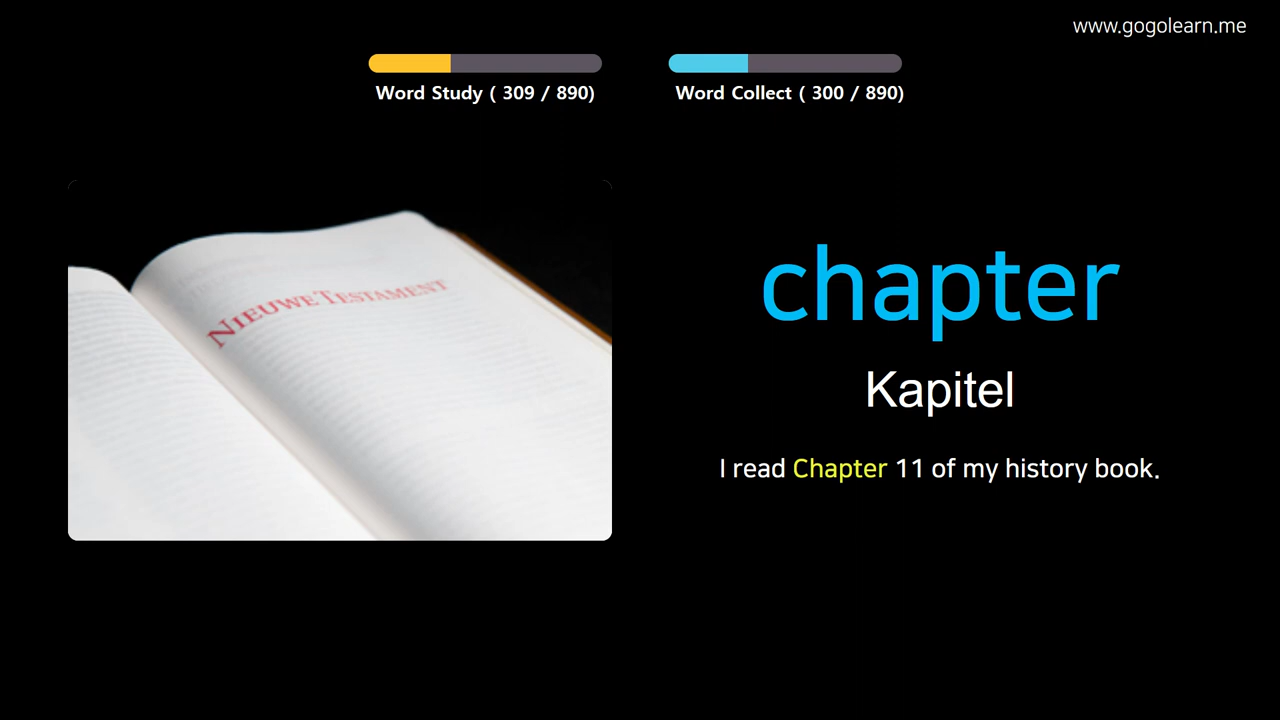 www.gogolearn.me
Word Study ( 309 / 890)
Word Collect ( 300 / 890)
NIEUWE TESTAMENT
chapter
Kapitel
I read Chapter 11 of my history book.